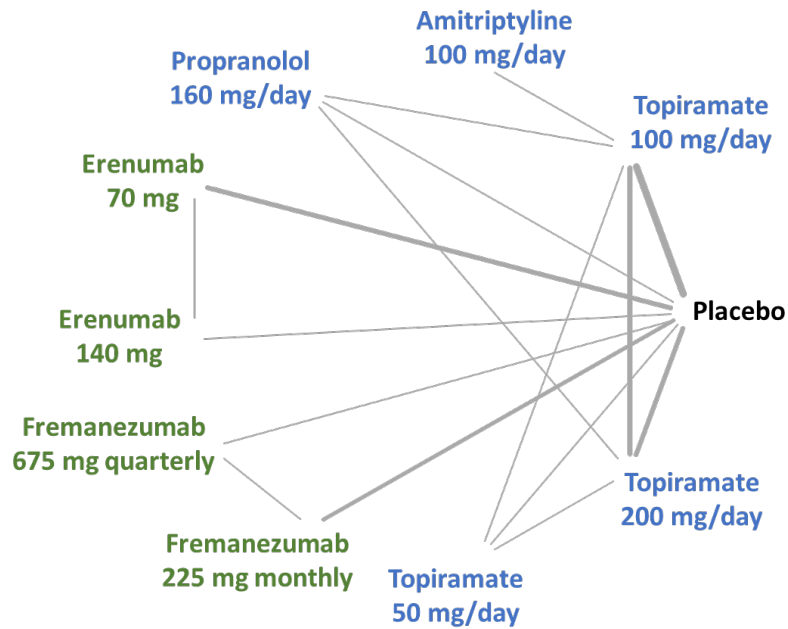 Amitriptyline
100 mg/day
Propranolol
160 mg/day
Topiramate
100 mg/day
Erenumab
70 mg
Placebo
Erenumab
140 mg
Fremanezumab
675 mg quarterly
Topiramate
200 mg/day
Fremanezumab
225 mg monthly
Topiramate
50 mg/day